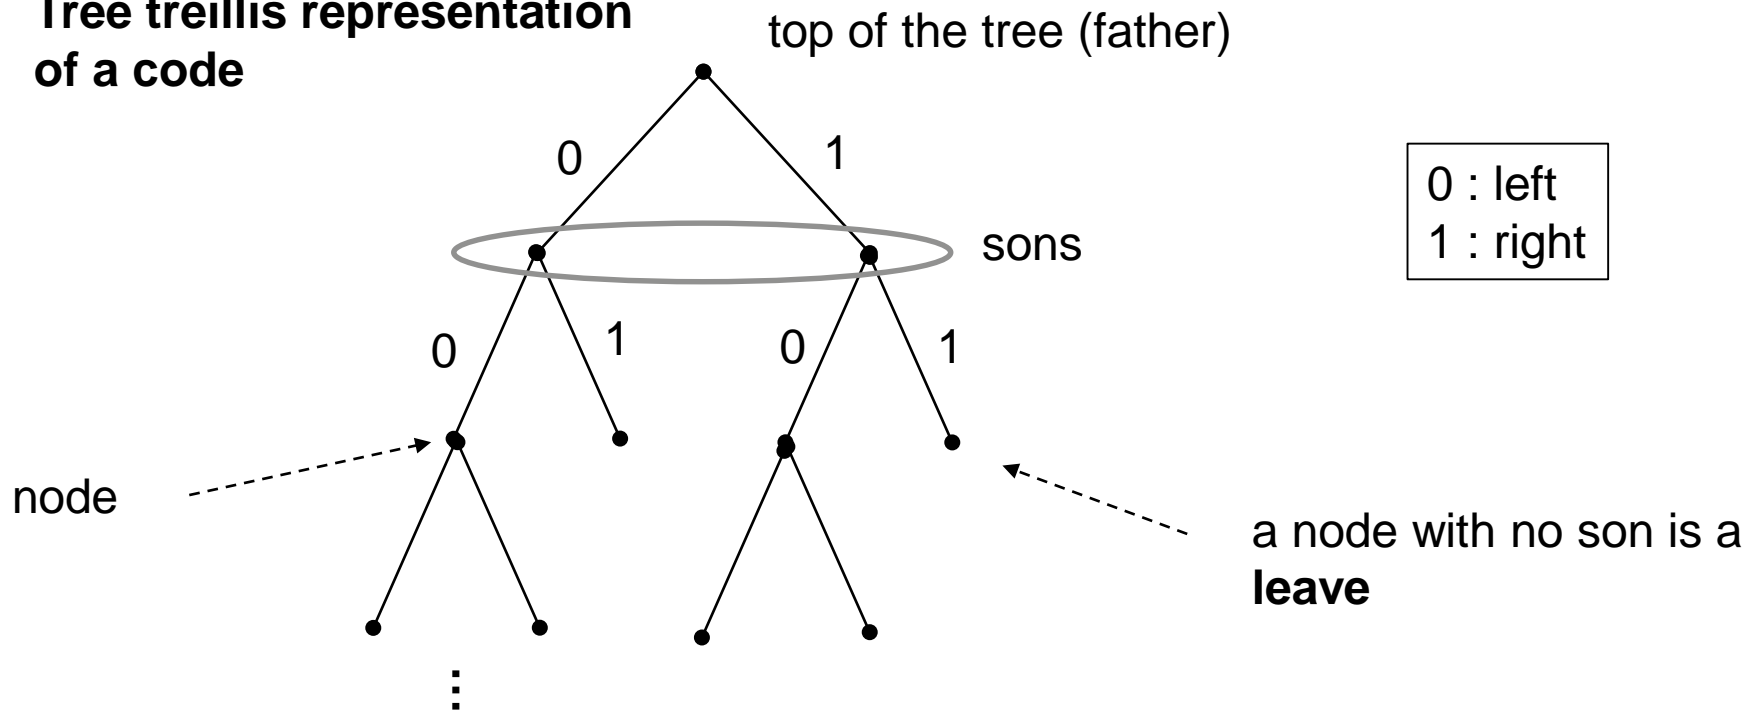 Tree treillis representation
of a code
top of the tree (father)
0
1
0 : left
1 : right
sons
0
1
0
1
node
a node with no son is a
leave
⋮